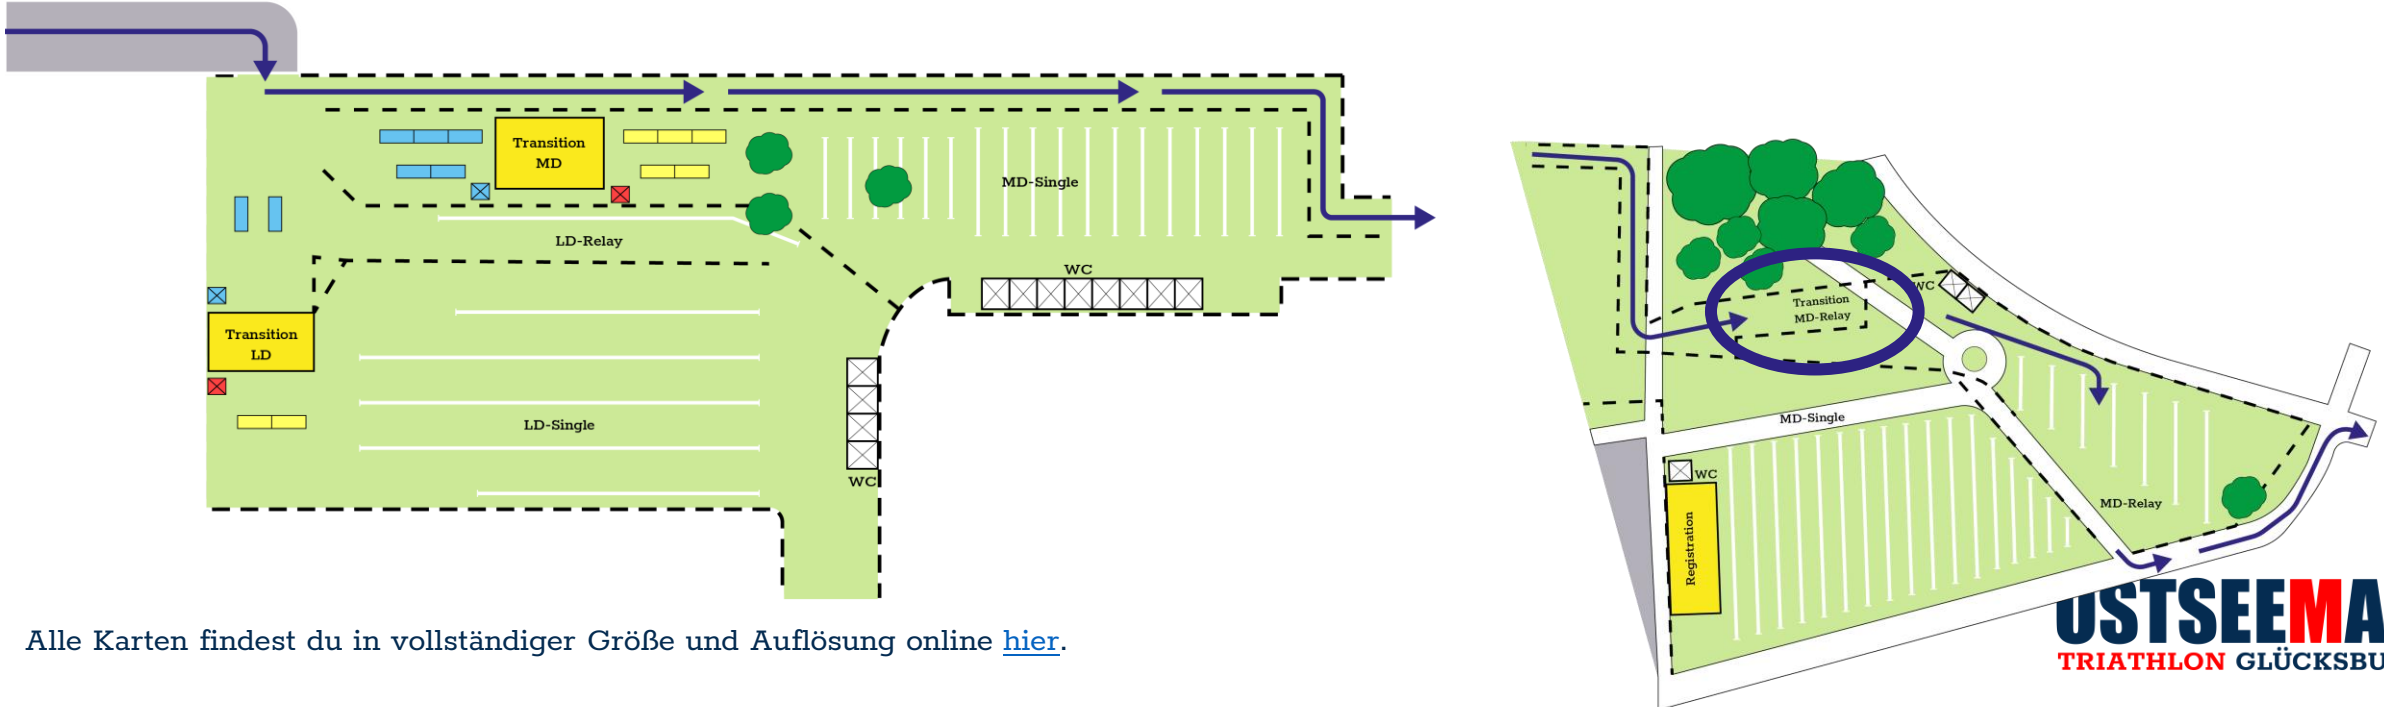 Transition
MD
MD-Single
LD-Relay
WC
Transition
LD
LD-Single
WC
Transition
MD-Relay
WC
MD-Single
WC
MD-Relay
Registration
Alle Karten findest du in vollständiger Größe und Auflösung online hier.
OSTSEEMA
TRIATHLON GLÜCKSBU